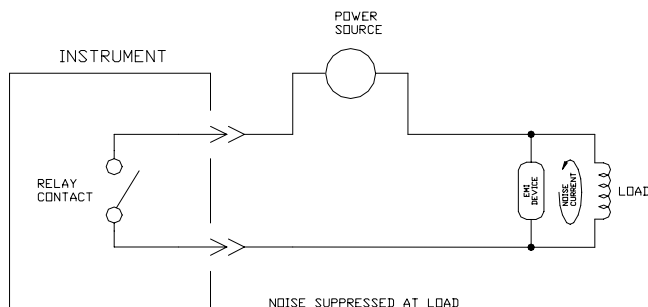 POWER
SOURCE
INSTRUMENT
RELAY
CONTACT
EMI
DEVICE
NOISE
CURRENT
LOAD
NOISE SUPPRESSED AT LOAD